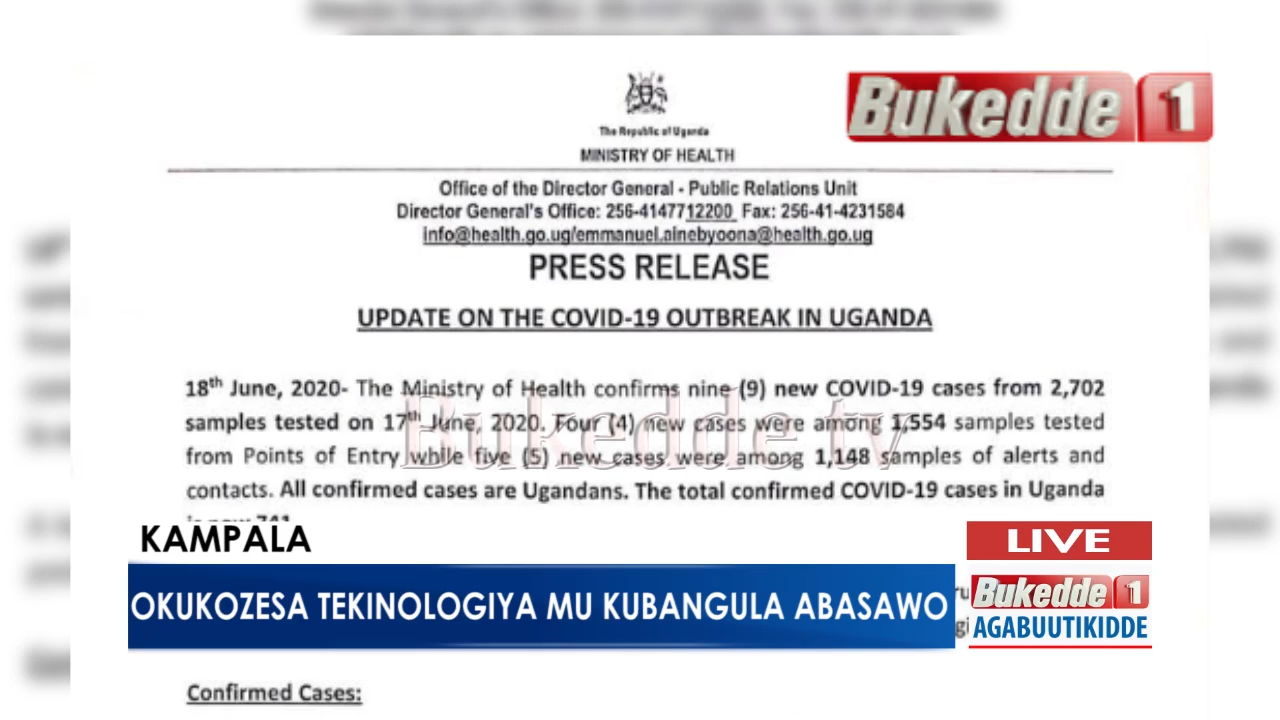 Bukedde 1
The Republic of Uganda
MINISTRY OF HEALTH
Office of the Director General - Public Relations Unit
Director General's Office: 256-4147712200 Fax: 256-41-4231584
info@health.go.ug/emmanuel.ainebyoona@health.go.ug
PRESS RELEASE
UPDATE ON THE COVID-19 OUTBREAK IN UGANDA
18th June, 2020- The Ministry of Health confirms nine (9) new COVID-19 cases from 2,702
samples tested on 17th June, 2020. Four (4) new cases were among 1,554 samples tested
from Points of Entry while five (5) new cases were among 1,148 samples of alerts and
contacts. All confirmed cases are Ugandans. The total confirmed COVID-19 cases in Uganda
Bukedde tv
KAMPALA
LIVE
OKUKOZESA TEKINOLOGIYA MU KUBANGULA ABASAWO
Bukedde 1
AGABUUTIKIDDE
Confirmed Cases: